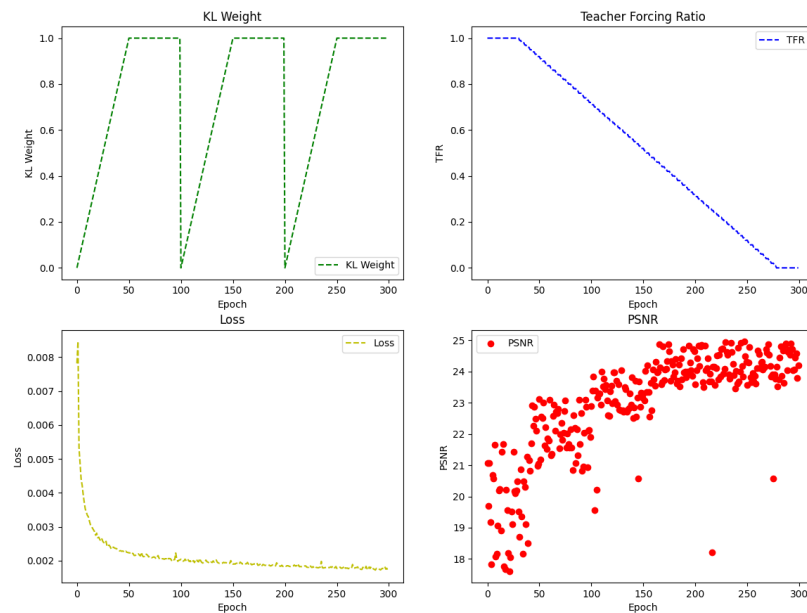 KL Weight
KL Weight
1.0
0.8
0.6
0.4
0.2
0.0
KL Weight
0 50 100 150 200 250 300
Epoch
Teacher Forcing Ratio
TFR
1.0
0.8
0.6
0.4
0.2
0.0
TFR
0 50 100 150 200 250 300
Epoch
Loss
Loss
0.008
0.007
0.006
0.005
0.004
0.003
0.002
Loss
0 50 100 150 200 250 300
Epoch
PSNR
PSNR
25
24
23
22
21
20
19
18
PSNR
0 50 100 150 200 250 300
Epoch